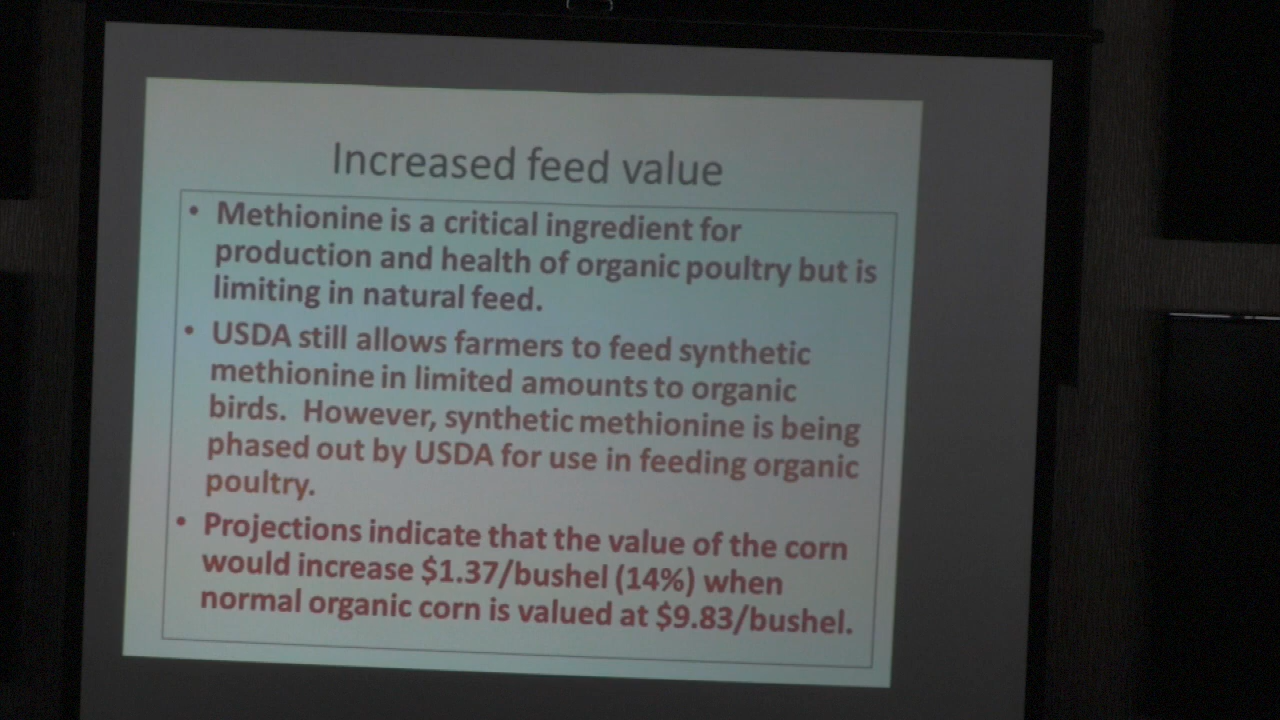 Increased feed value
• Methionine is a critical ingredient for
production and health of organic poultry but is
limiting in natural feed.
• USDA still allows farmers to feed synthetic
methionine in limited amounts to organic
birds. However, synthetic methionine is being
phased out by USDA for use in feeding organic
poultry.
• Projections indicate that the value of the corn
would increase $1.37/bushel (14%) when
normal organic corn is valued at $9.83/bushel.